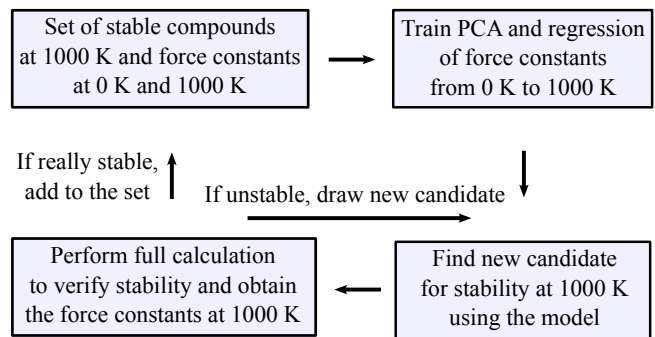 Set of stable compounds
at 1000 K and force constants
at 0 K and 1000 K
Train PCA and regression
of force constants
from 0 K to 1000 K
If really stable,
add to the set
If unstable, draw new candidate
Perform full calculation
to verify stability and obtain
the force constants at 1000 K
Find new candidate
for stability at 1000 K
using the model